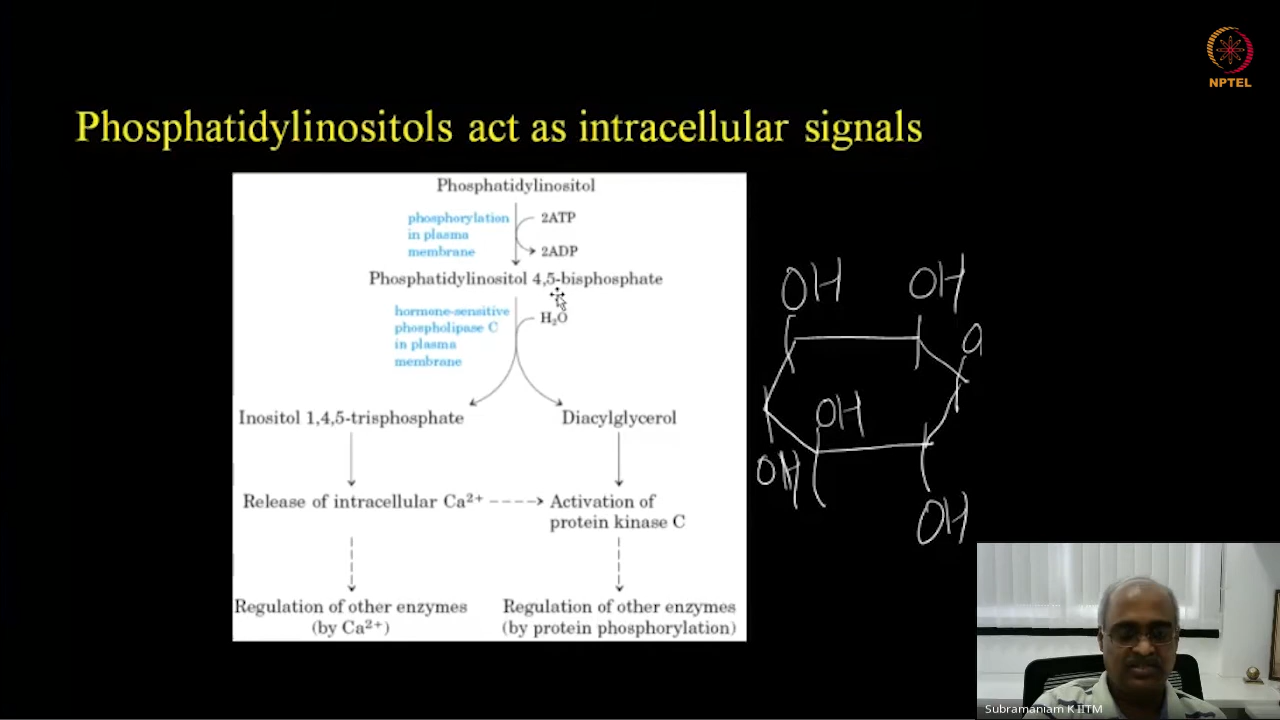 NPTEL
Phosphatidylinositols act as intracellular signals
Phosphatidylinositol
phosphorylation
in plasma
membrane
2ATP
2ADP
Phosphatidylinositol 4,5-bisphosphate
hormone-sensitive
phospholipase C
in plasma
membrane
H₂O
Inositol 1,4,5-trisphosphate
Diacylglycerol
Release of intracellular Ca²⁺
Activation of
protein kinase C
Regulation of other enzymes
(by Ca²⁺)
Regulation of other enzymes
(by protein phosphorylation)
OH
OH
OH
OH
OH
Subramaniam K IITM